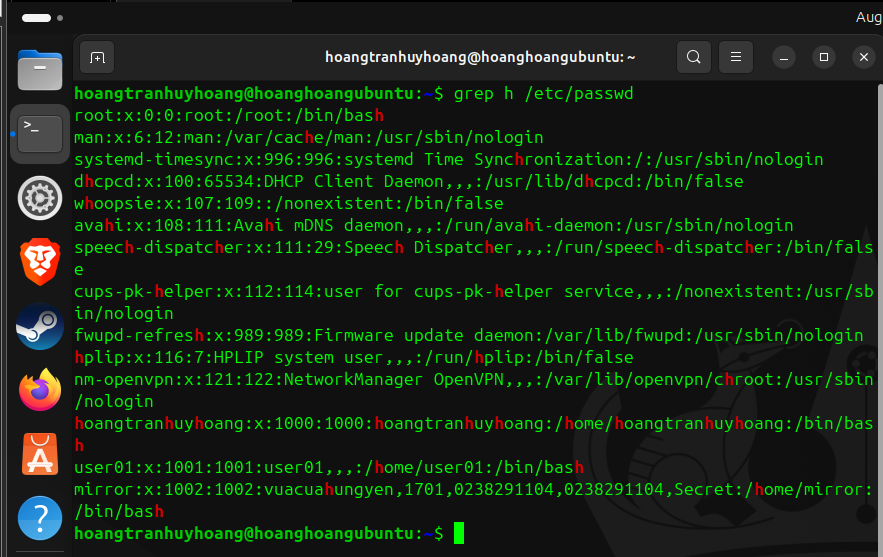 Aug
hoangtranhuyhoang@hoanghoangubuntu: ~
hoangtranhuyhoang@hoanghoangubuntu:~$ grep h /etc/passwd
root:x:0:0:root:/root:/bin/bash
man:x:6:12:man:/var/cache/man:/usr/sbin/nologin
systemd-timesync:x:996:996:systemd Time Synchronization:/:/usr/sbin/nologin
dhcpcd:x:100:65534:DHCP Client Daemon,,,:/usr/lib/dhcpcd:/bin/false
whoopsie:x:107:109::/nonexistent:/bin/false
avahi:x:108:111:Avahi mDNS daemon,,,:/run/avahi-daemon:/usr/sbin/nologin
speech-dispatcher:x:111:29:Speech Dispatcher,,,:/run/speech-dispatcher:/bin/fals
e
cups-pk-helper:x:112:114:user for cups-pk-helper service,,,:/nonexistent:/usr/sb
in/nologin
fwupd-refresh:x:989:989:Firmware update daemon:/var/lib/fwupd:/usr/sbin/nologin
hplip:x:116:7:HPLIP system user,,,:/run/hplip:/bin/false
nm-openvpn:x:121:122:NetworkManager OpenVPN,,,:/var/lib/openvpn/chroot:/usr/sbin
/nologin
hoangtranhuyhoang:x:1000:1000:hoangtranhuyhoang:/home/hoangtranhuyhoang:/bin/bas
h
user01:x:1001:1001:user01,,,:/home/user01:/bin/bash
mirror:x:1002:1002:vuacuahungyen,1701,0238291104,0238291104,Secret:/home/mirror:
/bin/bash
hoangtranhuyhoang@hoanghoangubuntu:~$